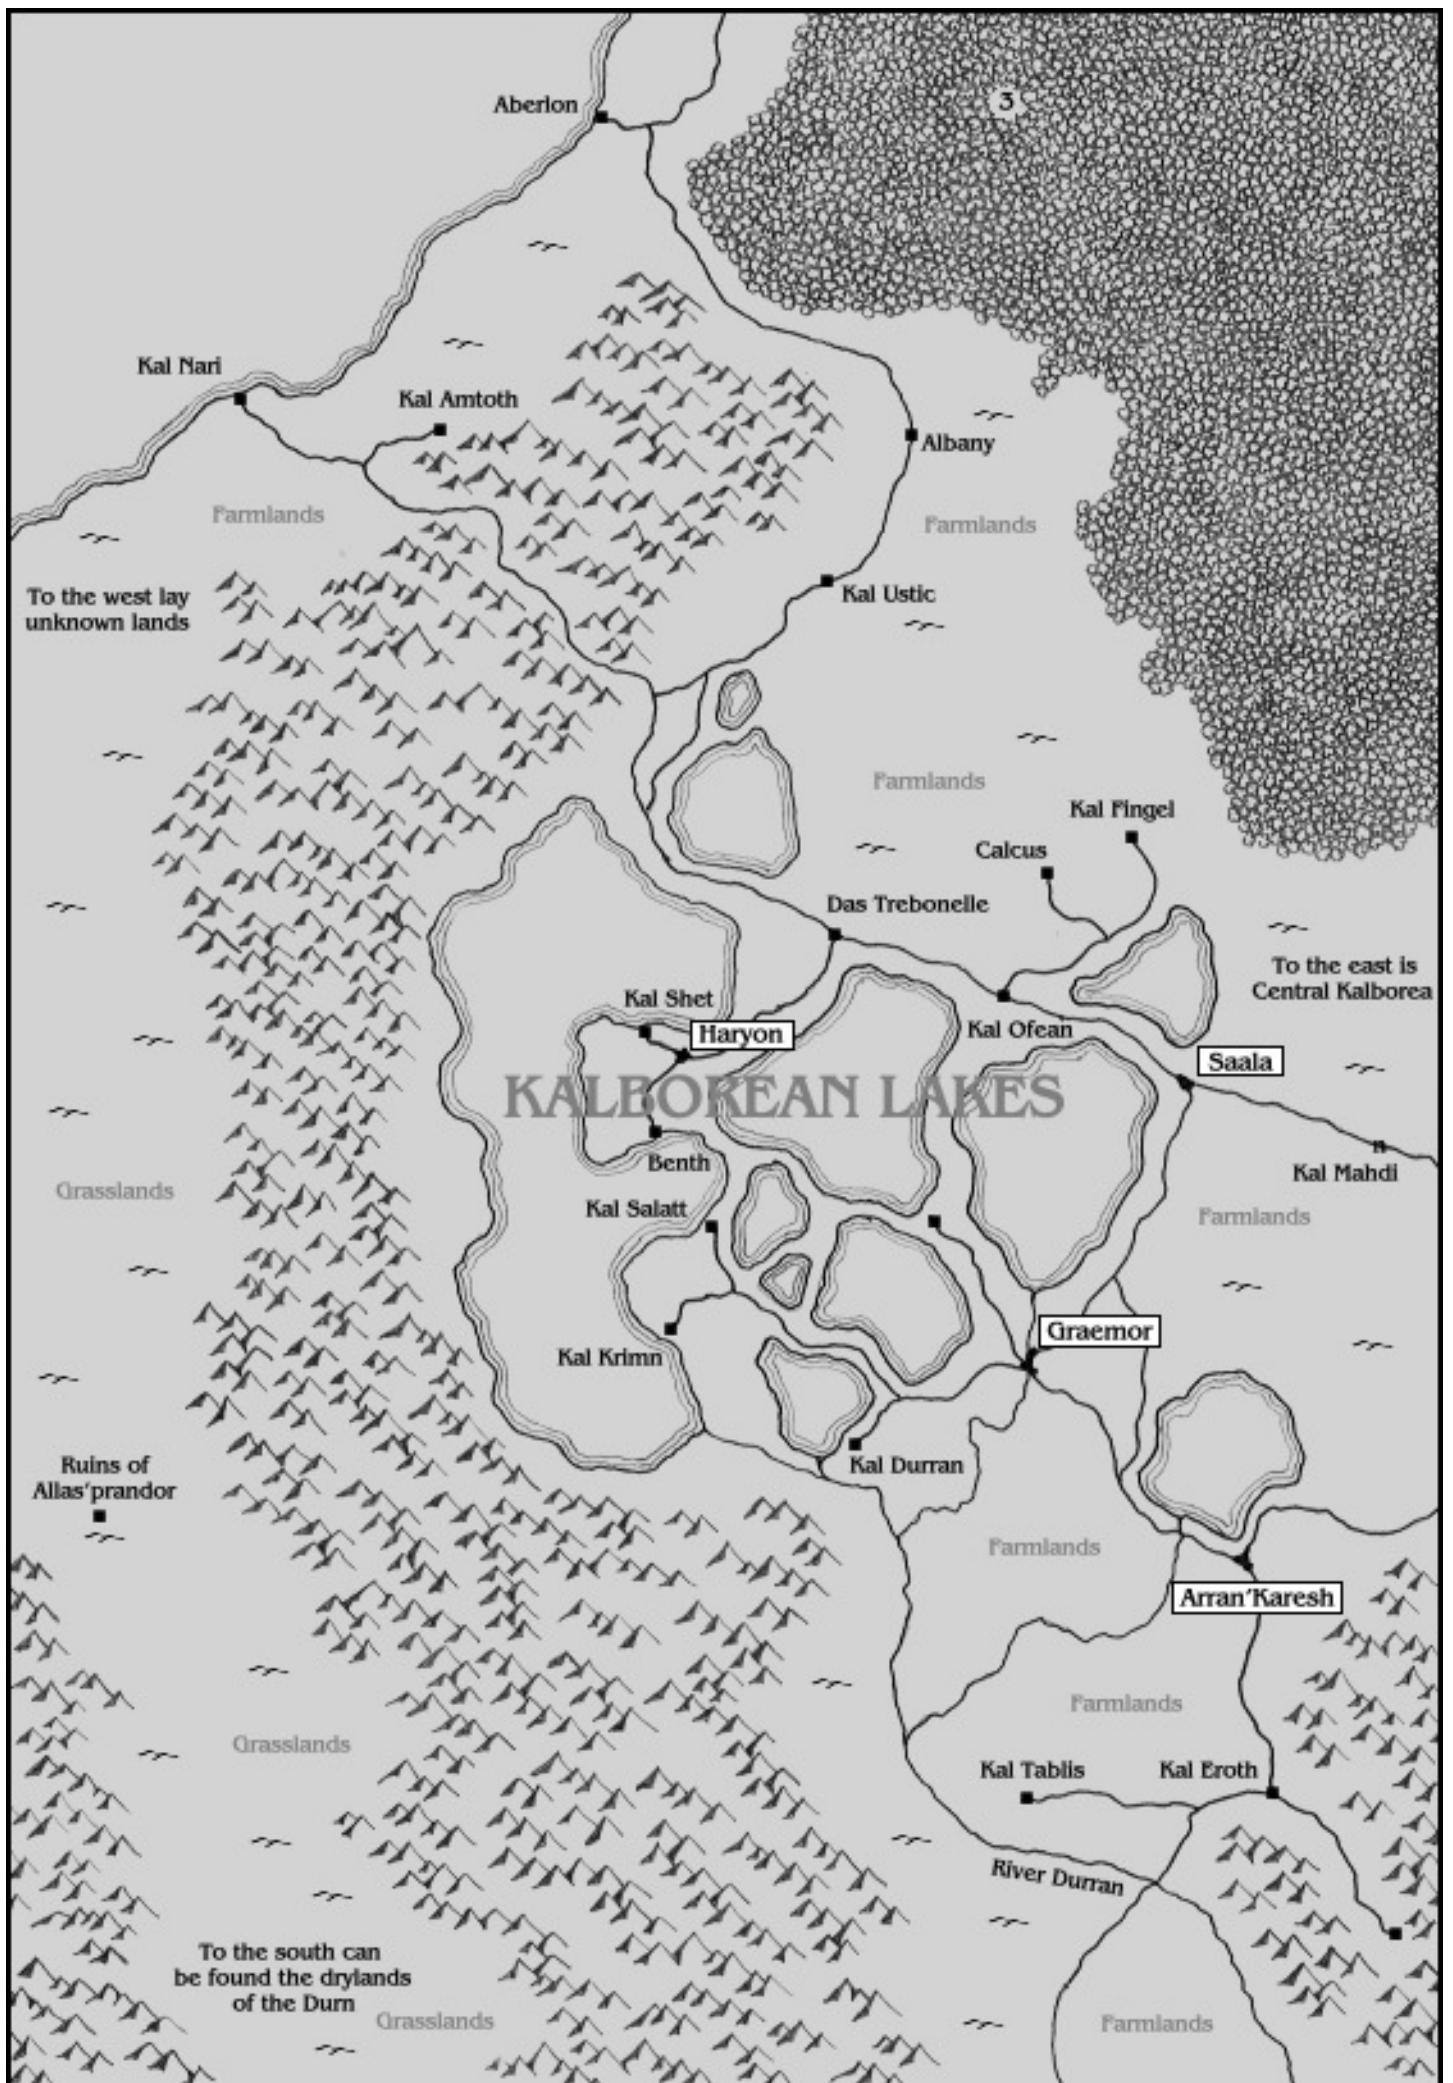 3
Aberlon
Kal Nari
Kal Amtoth
Albany
Farmlands
Farmlands
To the west lay
unknown lands
Kal Ustic
Farmlands
Kal Fingel
Calcus
Das Trebonelle
To the east is
Central Kalborea
Kal Shet
Haryon
Kal Ofean
Saala
KALBOREAN LAKES
n
Benth
Kal Mahdi
Grasslands
Kal Salatt
Farmlands
Graemor
Kal Krimn
Ruins of
Allas'prandor
Kal Durran
Farmlands
Arran'Karesh
Farmlands
Grasslands
Kal Tablis
Kal Eroth
River Durran
To the south can
be found the drylands
of the Durn
Grasslands
Farmlands